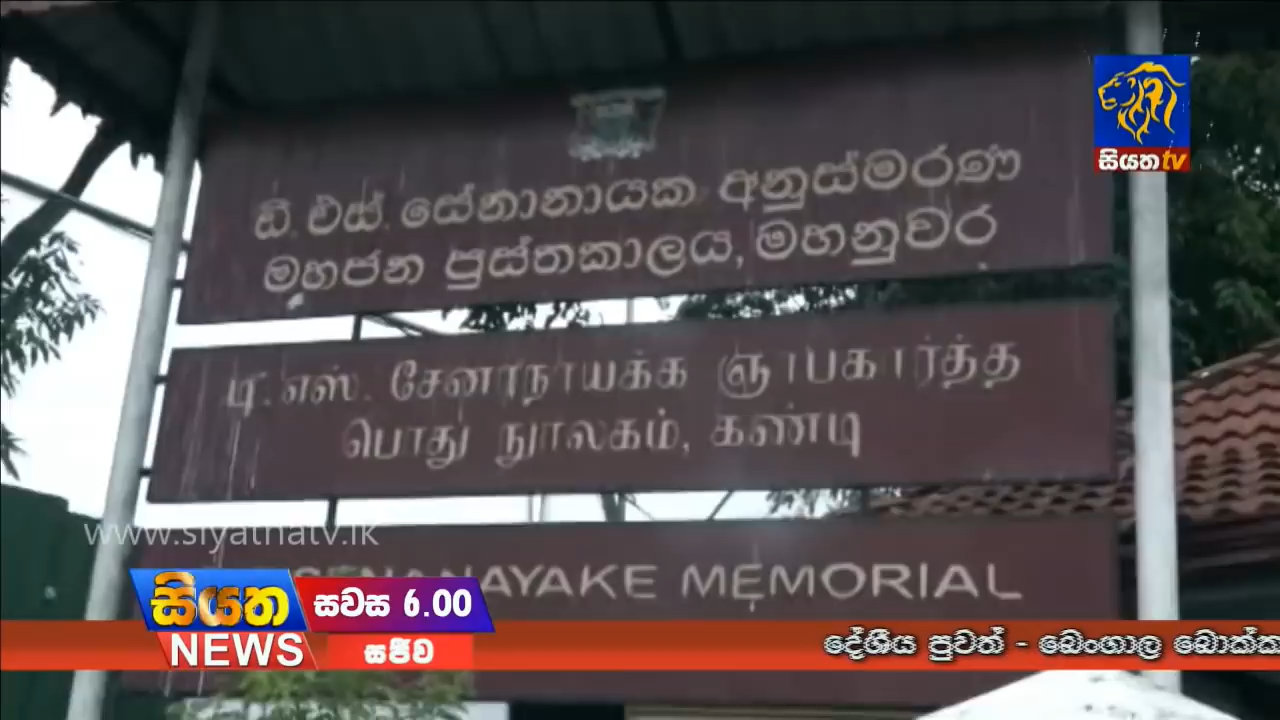 සියත tv
ඩී. එස්. සේනානායක අනුස්මරණ
මහජන පුස්තකාලය, මහනුවර
டி. எஸ். சேனாநாயக்க ஞாபகார்த்த
பொது நூலகம், கண்டி
www.siyathatv.lk
SENANAYAKE MEMORIAL
සියත
NEWS
සවස 6.00
සජීව
දේශීය පුවත් - බෙංගාල බොක්ක